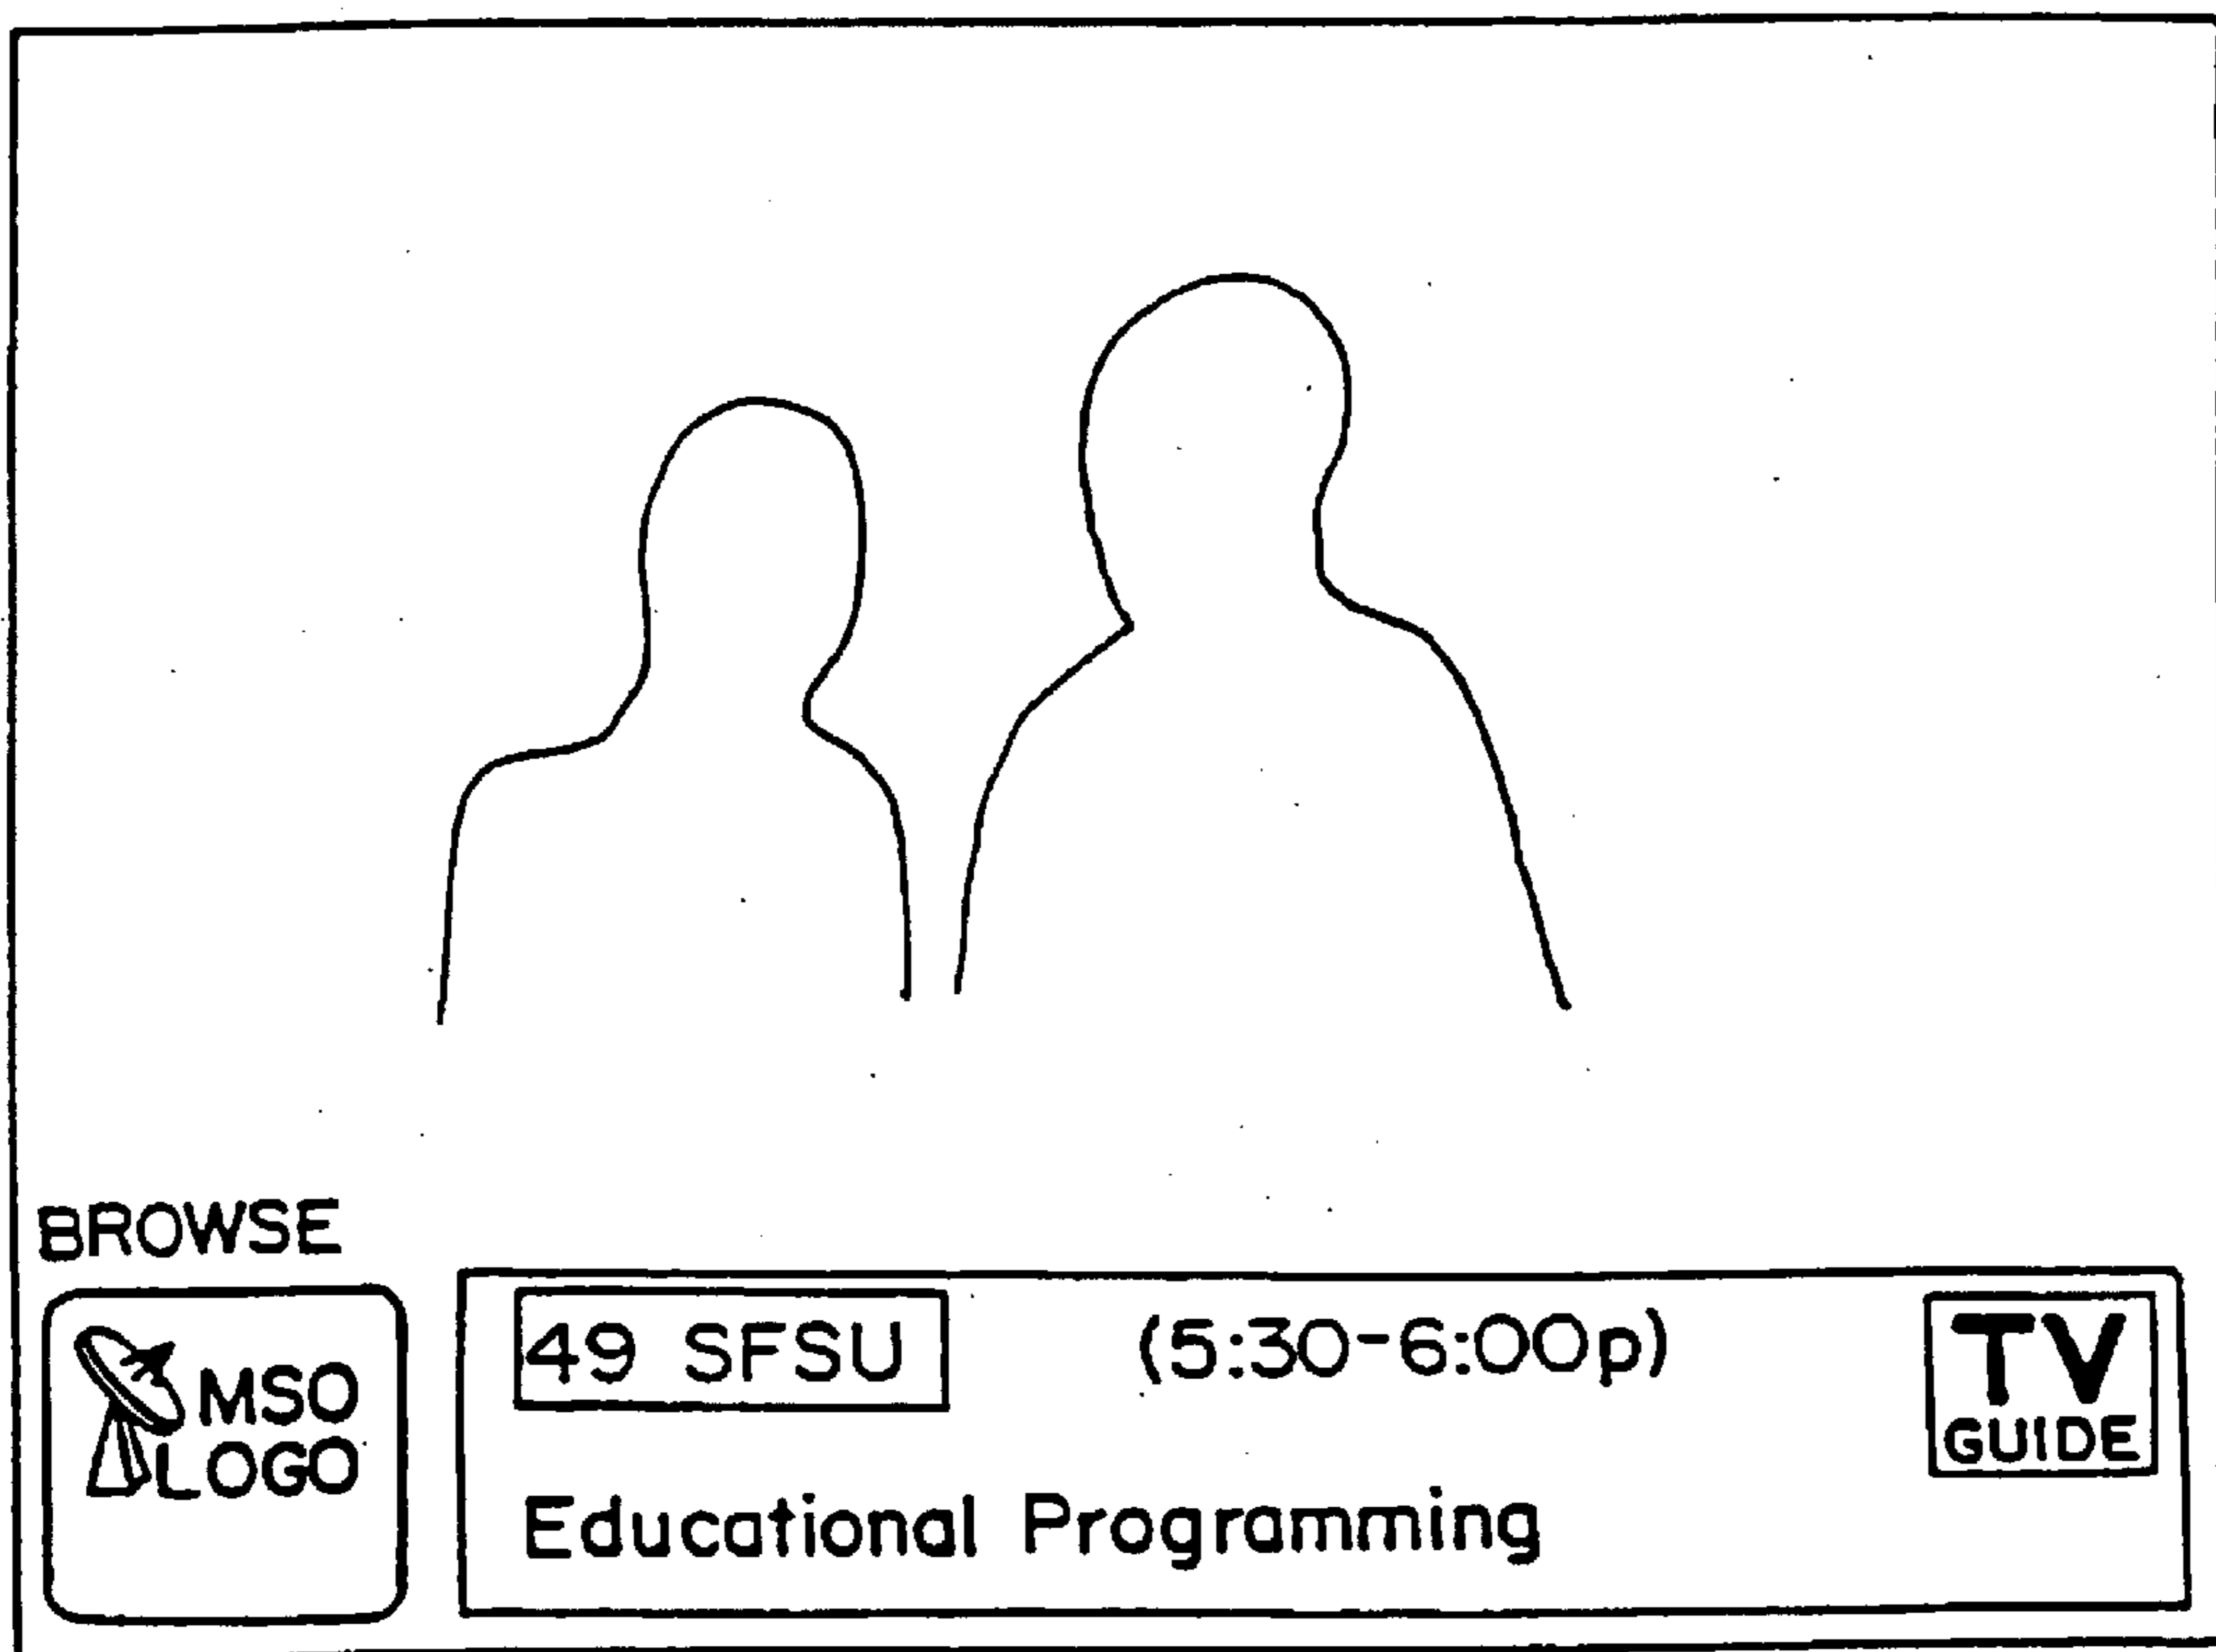 BROWSE
MSO
LOGO
49 SFSU (5:30-6:00p)
TV
GUIDE
Educational Programming